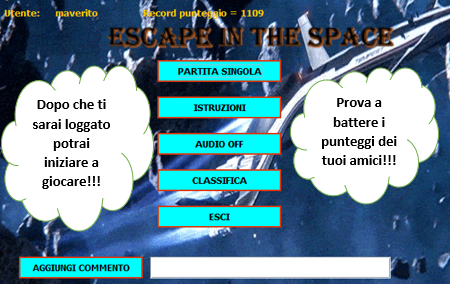 Utente: maverito Record punteggio = 1109
ESCAPE IN THE SPACE
PARTITA SINGOLA
ISTRUZIONI
AUDIO OFF
CLASSIFICA
ESCI
Dopo che ti
sarai loggato
potrai
iniziare a
giocare!!!
Prova a
battere i
punteggi dei
tuoi amici!!!
AGGIUNGI COMMENTO